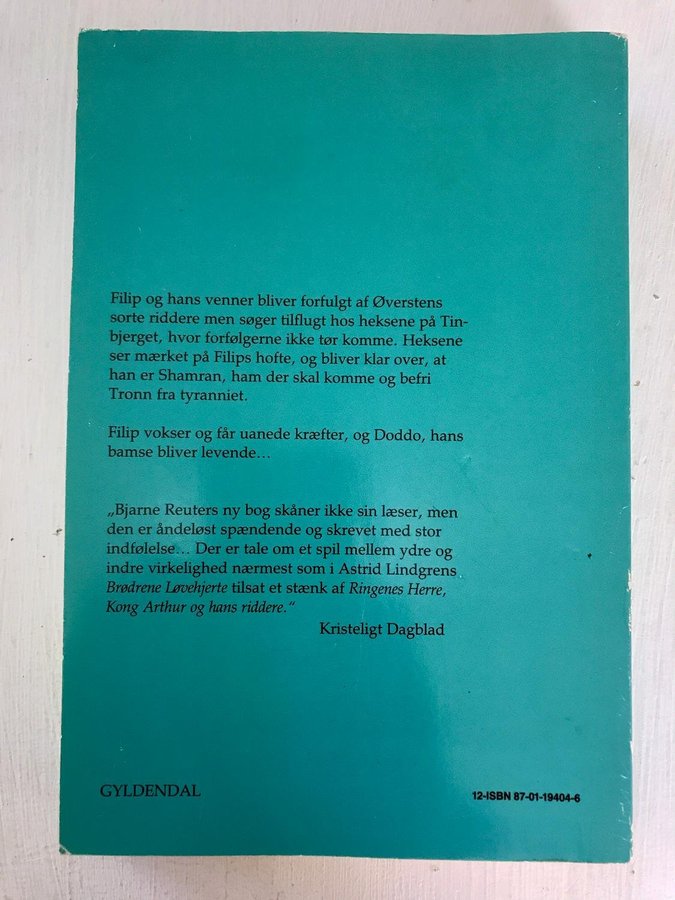 Filip og hans venner bliver forfulgt af Øverstens
sorte riddere men søger tilflugt hos heksene på Tin-
bjerget, hvor forfølgerne ikke tør komme. Heksene
ser mærket på Filips hofte, og bliver klar over, at
han er Shamran, ham der skal komme og befri
Tronn fra tyranniet.
Filip vokser og får uanede kræfter, og Doddo, hans
bamse bliver levende…
„Bjarne Reuters ny bog skåner ikke sin læser, men
den er åndeløst spændende og skrevet med stor
indfølelse… Der er tale om et spil mellem ydre og
indre virkelighed nærmest som i Astrid Lindgrens
Brødrene Løvehjerte tilsat et stænk af Ringenes Herre,
Kong Arthur og hans riddere.“
Kristeligt Dagblad
GYLDENDAL
12-ISBN 87-01-19404-6